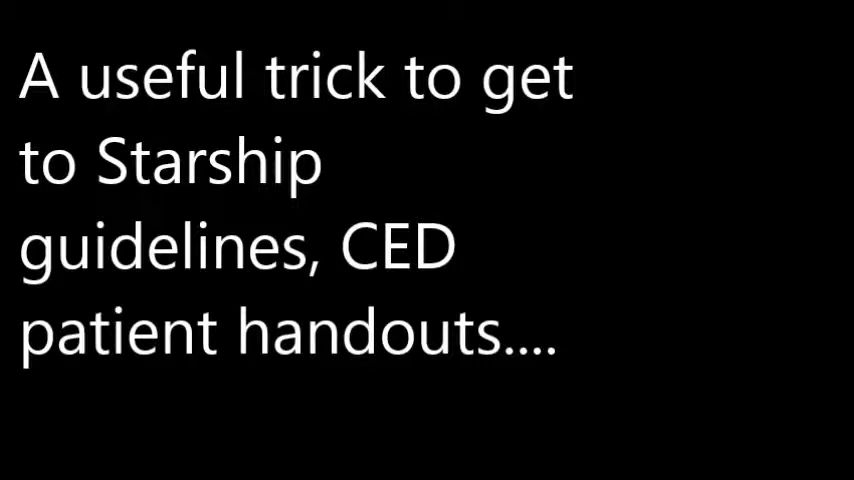 A useful trick to get
to Starship
guidelines, CED
patient handouts....